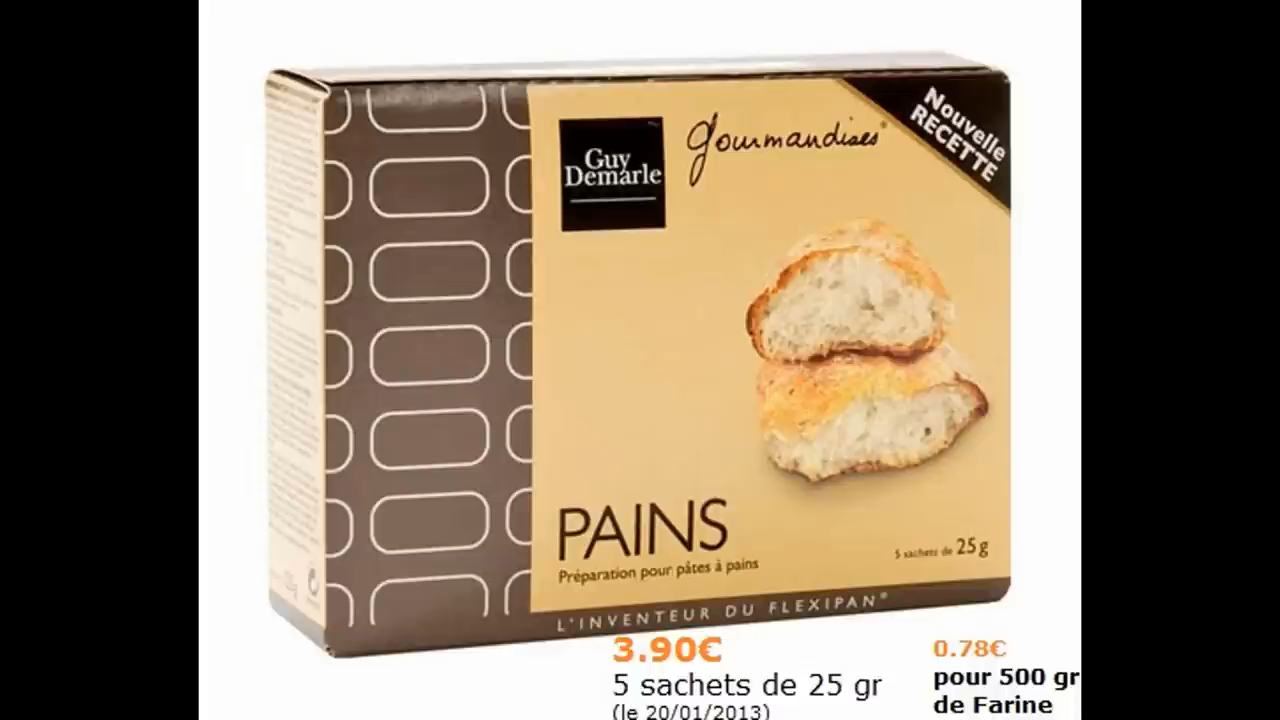 Nouvelle
RECETTE
Gourmandises
Guy
Demarle
PAINS
Préparation pour pâtes à pains
5 sachets de 25 g
L'INVENTEUR DU FLEXIPAN®
3.90€
5 sachets de 25 gr
(le 20/01/2013)
0.78€
pour 500 gr
de Farine